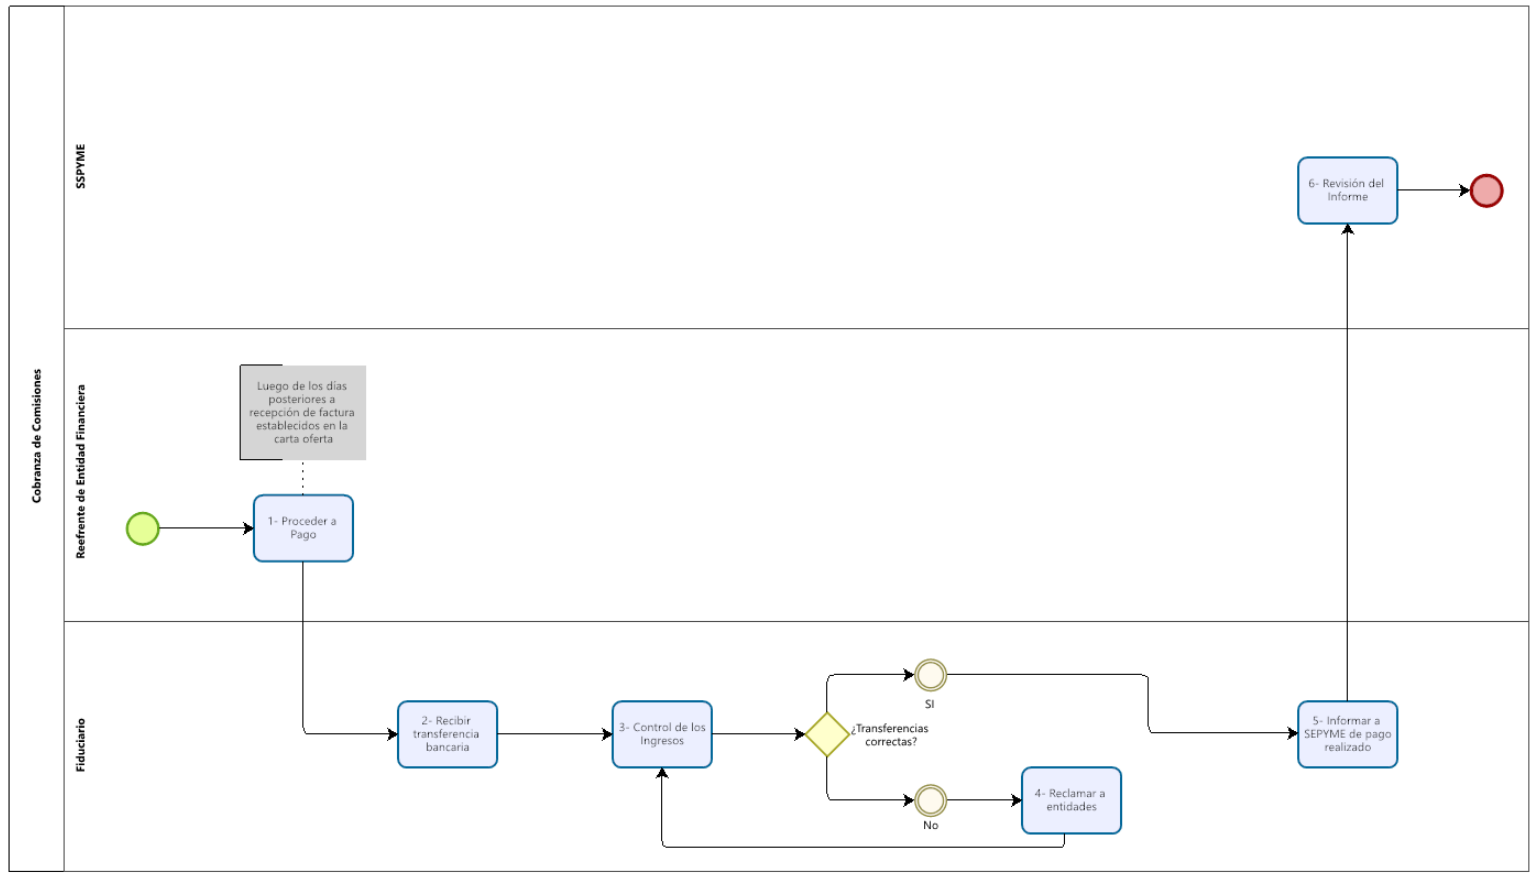 Cobranza de Comisiones
SSPYME
6- Revisión del
Informe
Reefrente de Entidad Financiera
Luego de los días
posteriores a
recepción de factura
establecidos en la
carta oferta
1- Proceder a
Pago
Fiduciario
2- Recibir
transferencia
bancaria
3- Control de los
Ingresos
¿Transferencias
correctas?
SI
No
4- Reclamar a
entidades
5- Informar a
SEPYME de pago
realizado